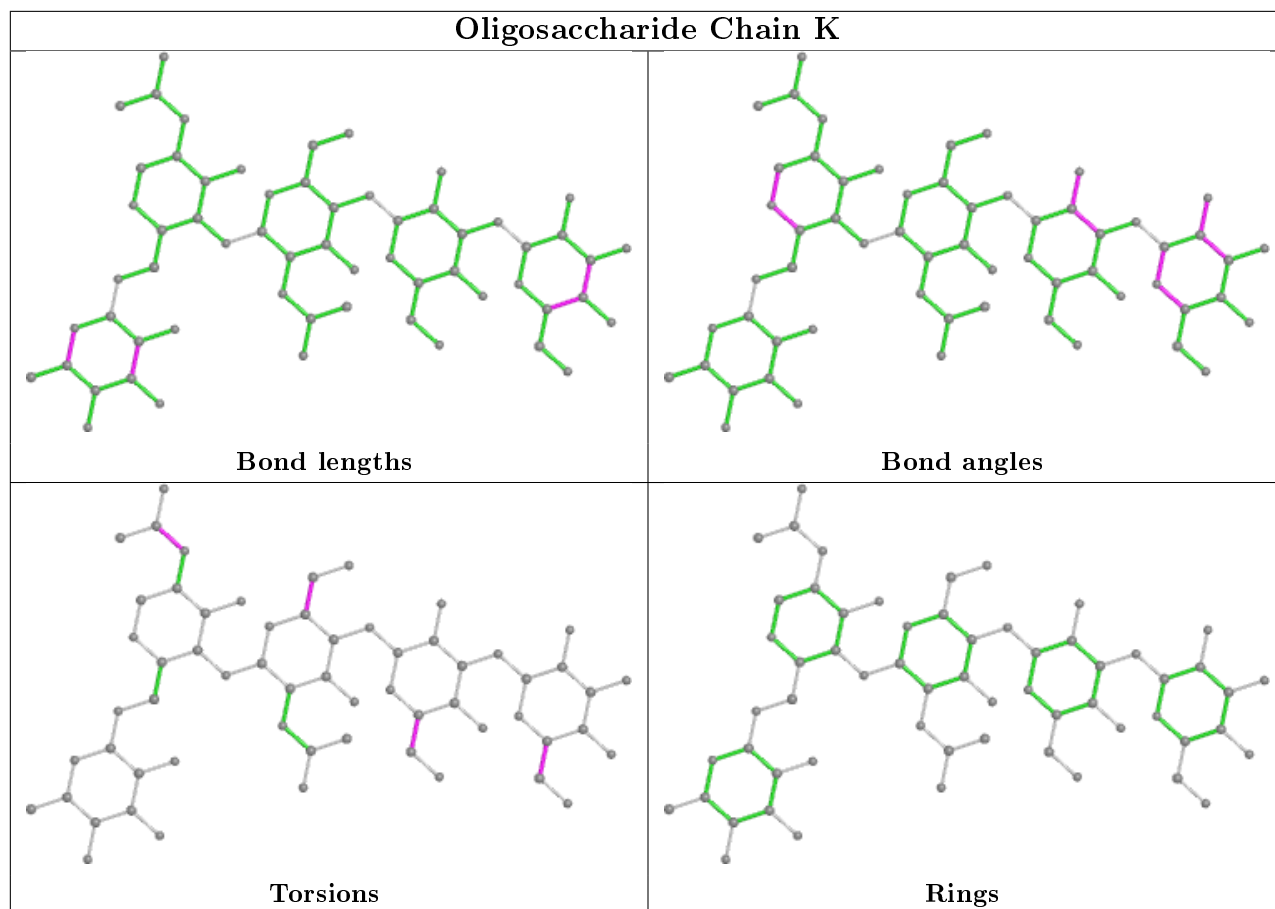 Oligosaccharide Chain K
Bond lengths
Bond angles
Torsions
Rings